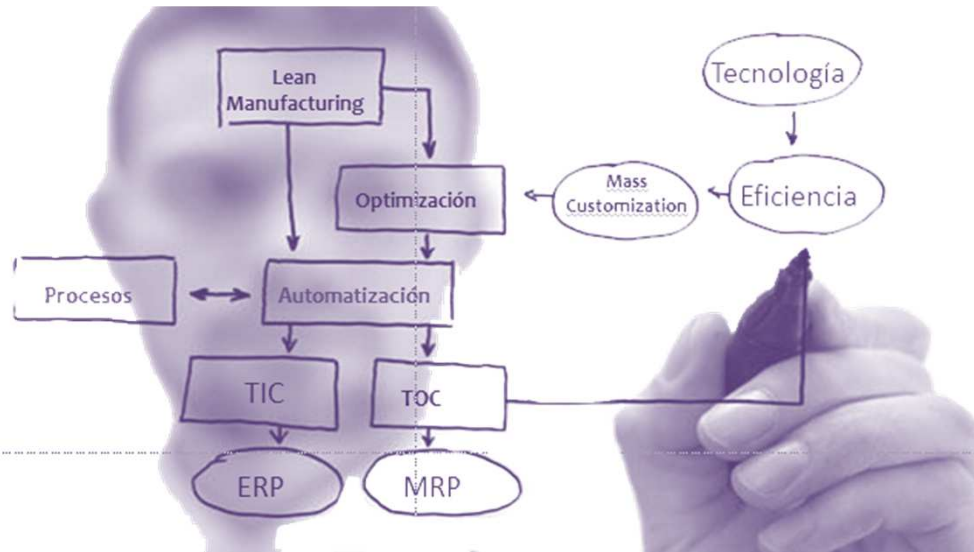 Lean
Manufacturing
Tecnología
Optimización
Mass
Customization
Eficiencia
Procesos
Automatización
TIC
TOC
ERP
MRP